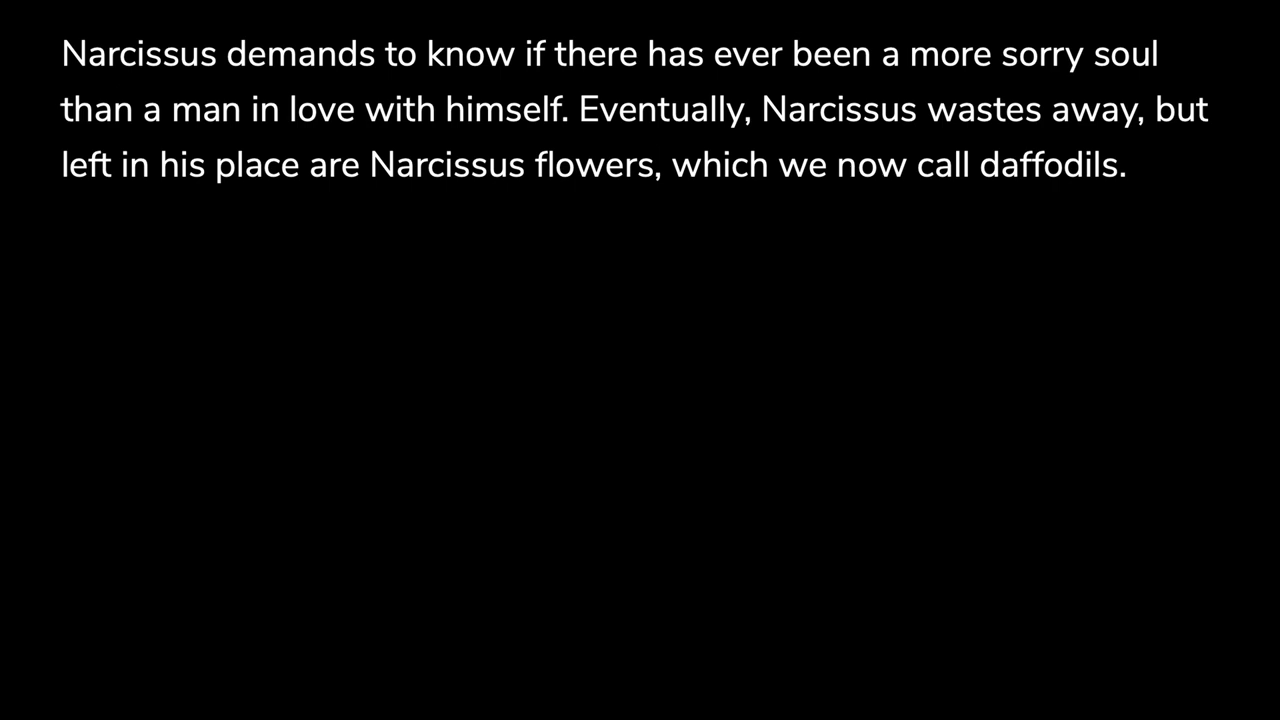 Narcissus demands to know if there has ever been a more sorry soul
than a man in love with himself. Eventually, Narcissus wastes away, but
left in his place are Narcissus flowers, which we now call daffodils.